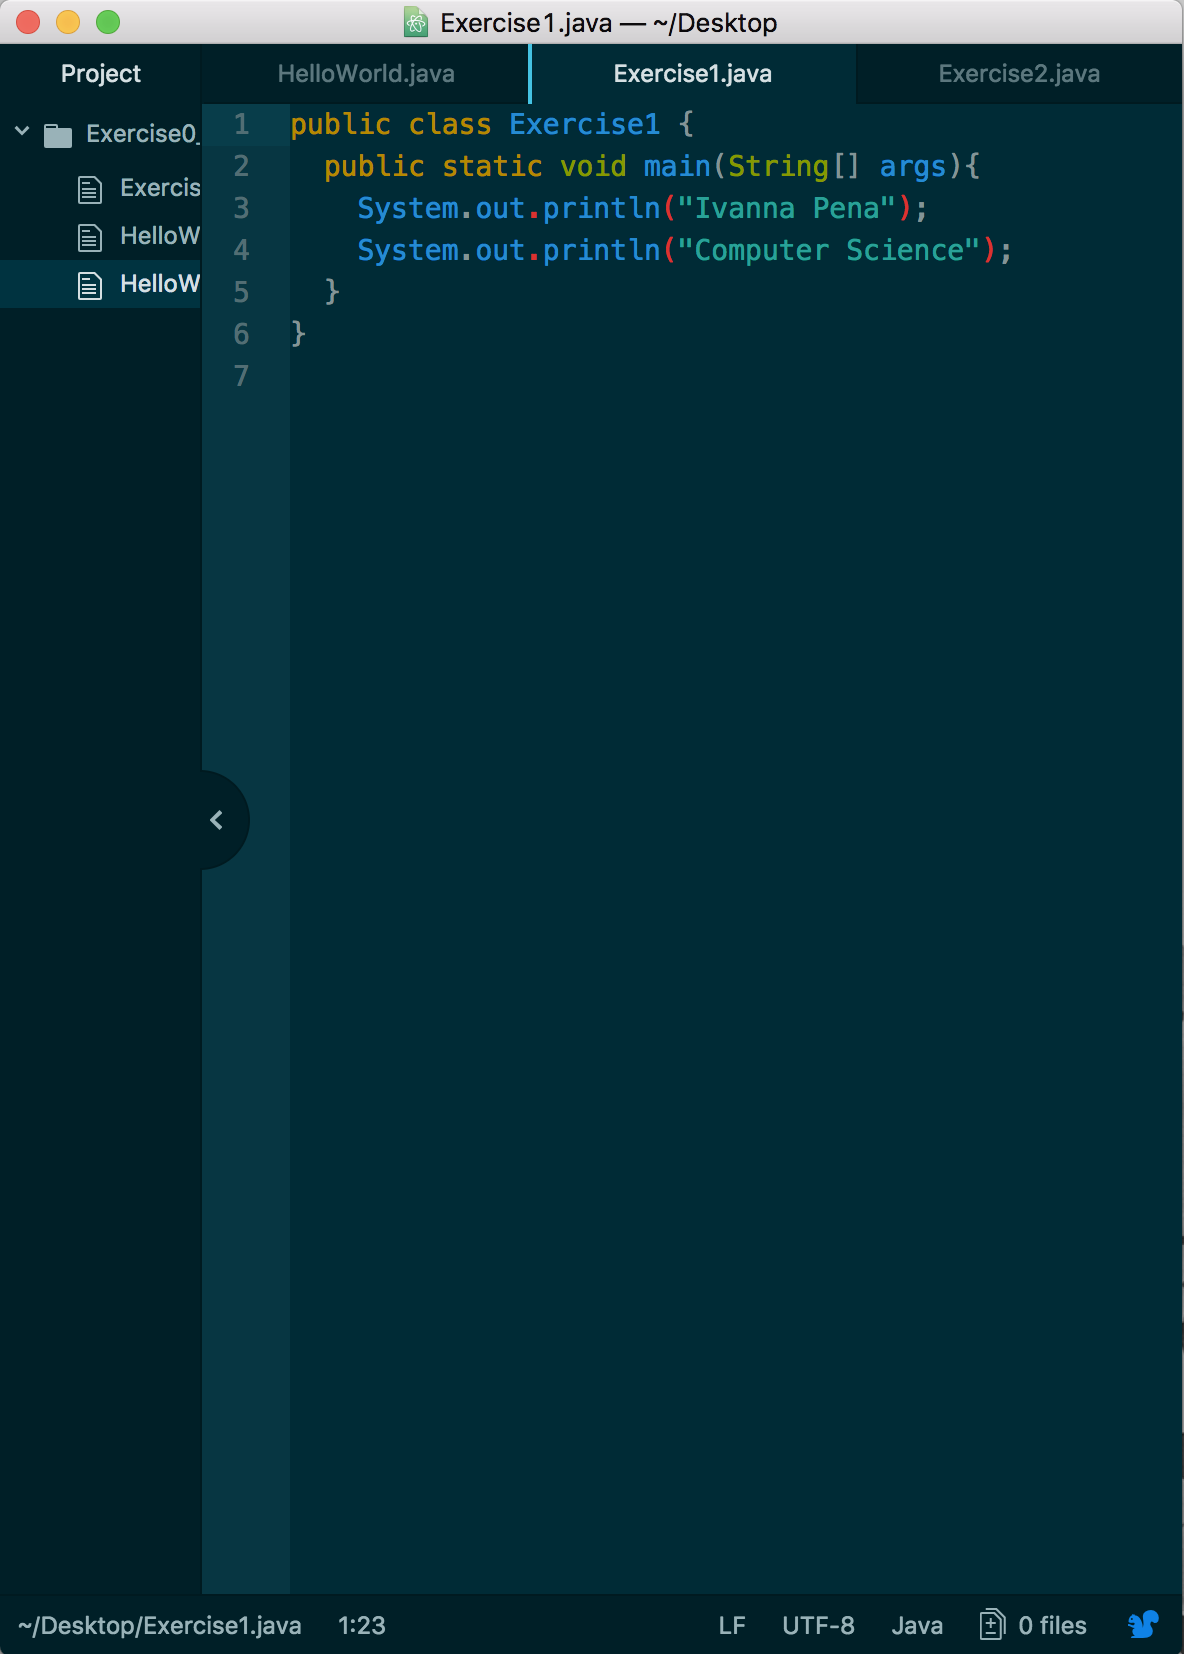 Exercise1.java — ~/Desktop
Project
HelloWorld.java
Exercise1.java
Exercise2.java
Exercise0_
Exercis
HelloW
HelloW
1 public class Exercise1 {
2   public static void main(String[] args){
3     System.out.println("Ivanna Pena");
4     System.out.println("Computer Science");
5   }
6 }
7
~/Desktop/Exercise1.java 1:23 LF UTF-8 Java 0 files